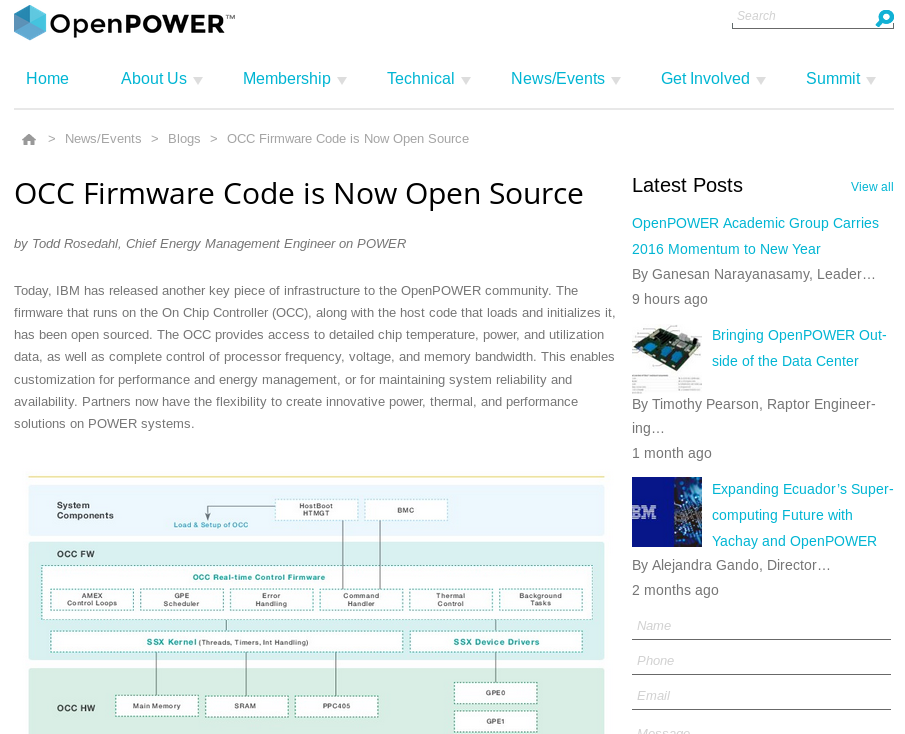 OpenPOWER™
Search
Home
About Us
Membership
Technical
News/Events
Get Involved
Summit
> News/Events > Blogs > OCC Firmware Code is Now Open Source
OCC Firmware Code is Now Open Source
by Todd Rosedahl, Chief Energy Management Engineer on POWER
Today, IBM has released another key piece of infrastructure to the OpenPOWER community. The
firmware that runs on the On Chip Controller (OCC), along with the host code that loads and initializes it,
has been open sourced. The OCC provides access to detailed chip temperature, power, and utilization
data, as well as complete control of processor frequency, voltage, and memory bandwidth. This enables
customization for performance and energy management, or for maintaining system reliability and
availability. Partners now have the flexibility to create innovative power, thermal, and performance
solutions on POWER systems.
System
Components
HostBoot
HTMGT
BMC
Load & Setup of OCC
OCC FW
OCC Real-time Control Firmware
AMEX
Control Loops
GPE
Scheduler
Error
Handling
Command
Handler
Thermal
Control
Background
Tasks
SSX Kernel (Threads, Timers, Int Handling)
SSX Device Drivers
OCC HW
Main Memory
SRAM
PPC405
GPE0
GPE1
Latest Posts
View all
OpenPOWER Academic Group Carries
2016 Momentum to New Year
By Ganesan Narayanasamy, Leader…
9 hours ago
Bringing OpenPOWER Out-
side of the Data Center
By Timothy Pearson, Raptor Engineer-
ing…
1 month ago
IBM
Expanding Ecuador's Super-
computing Future with
Yachay and OpenPOWER
By Alejandra Gando, Director…
2 months ago
Name
Phone
Email
Message